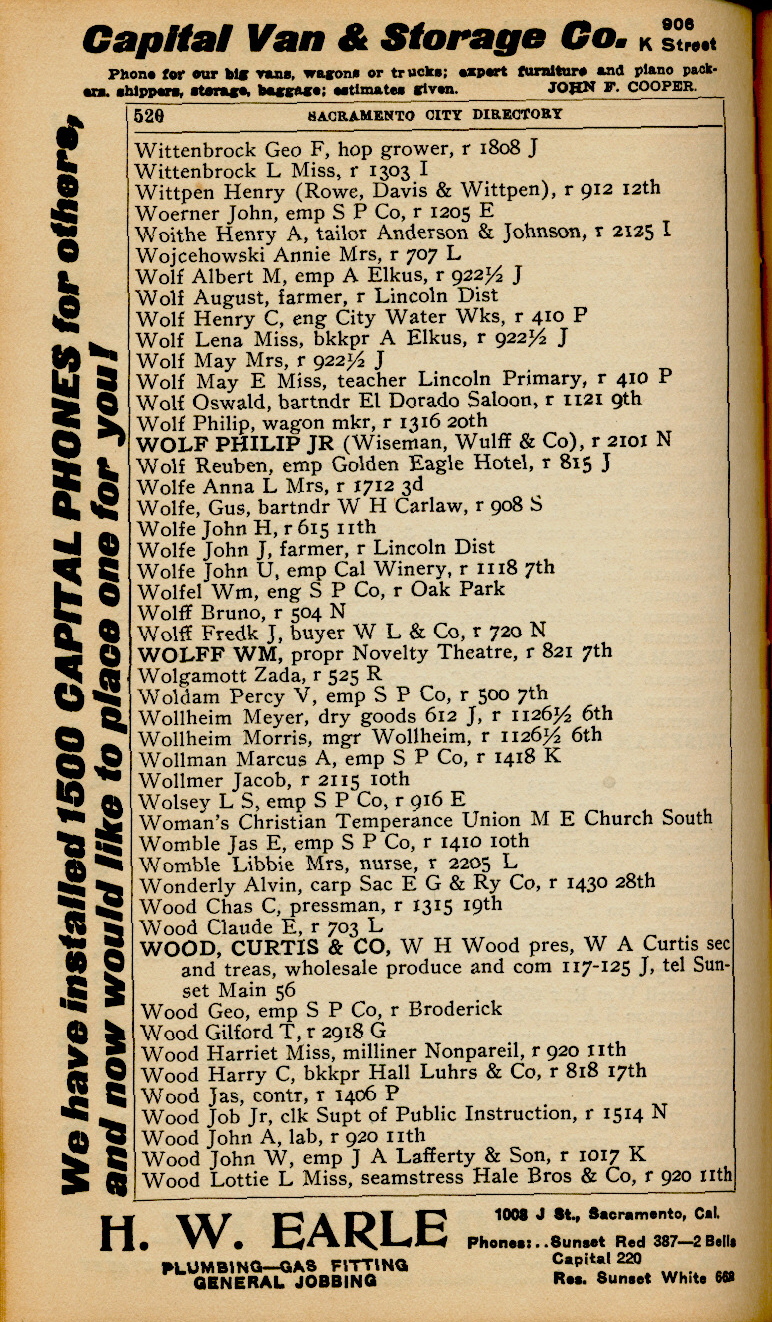 Capital Van & Storage Co. 906 K Street
Phone for our big vans, wagons or trucks; expert furniture and piano pack-
ers. shippers, storage, baggage; estimates given. JOHN F. COOPER.
We have installed 1500 CAPITAL PHONES for others,
and now would like to place one for you!
520 SACRAMENTO CITY DIRECTORY
Wittenbrock Geo F, hop grower, r 1808 J
Wittenbrock L Miss, r 1303 I
Wittpen Henry (Rowe, Davis & Wittpen), r 912 12th
Woerner John, emp S P Co, r 1205 E
Woithe Henry A, tailor Anderson & Johnson, r 2125 I
Wojcehowski Annie Mrs, r 707 L
Wolf Albert M, emp A Elkus, r 922½ J
Wolf August, farmer, r Lincoln Dist
Wolf Henry C, eng City Water Wks, r 410 P
Wolf Lena Miss, bkkpr A Elkus, r 922½ J
Wolf May Mrs, r 922½ J
Wolf May E Miss, teacher Lincoln Primary, r 410 P
Wolf Oswald, bartndr El Dorado Saloon, r 1121 9th
Wolf Philip, wagon mkr, r 1316 20th
WOLF PHILIP JR (Wiseman, Wulff & Co), r 2101 N
Wolf Reuben, emp Golden Eagle Hotel, r 815 J
Wolfe Anna L Mrs, r 1712 3d
Wolfe, Gus, bartndr W H Carlaw, r 908 S
Wolfe John H, r 615 11th
Wolfe John J, farmer, r Lincoln Dist
Wolfe John U, emp Cal Winery, r 1118 7th
Wolfel Wm, eng S P Co, r Oak Park
Wolff Bruno, r 504 N
Wolff Fredk J, buyer W L & Co, r 720 N
WOLFF WM, propr Novelty Theatre, r 821 7th
Wolgamott Zada, r 525 R
Woldam Percy V, emp S P Co, r 500 7th
Wollheim Meyer, dry goods 612 J, r 1126½ 6th
Wollheim Morris, mgr Wollheim, r 1126½ 6th
Wollman Marcus A, emp S P Co, r 1418 K
Wollmer Jacob, r 2115 10th
Wolsey L S, emp S P Co, r 916 E
Woman's Christian Temperance Union M E Church South
Womble Jas E, emp S P Co, r 1410 10th
Womble Libbie Mrs, nurse, r 2205 L
Wonderly Alvin, carp Sac E G & Ry Co, r 1430 28th
Wood Chas C, pressman, r 1315 19th
Wood Claude E, r 703 L
WOOD, CURTIS & CO, W H Wood pres, W A Curtis sec
and treas, wholesale produce and com 117-125 J, tel Sun-
set Main 56
Wood Geo, emp S P Co, r Broderick
Wood Gilford T, r 2918 G
Wood Harriet Miss, milliner Nonpareil, r 920 11th
Wood Harry C, bkkpr Hall Luhrs & Co, r 818 17th
Wood Jas, contr, r 1406 P
Wood Job Jr, clk Supt of Public Instruction, r 1514 N
Wood John A, lab, r 920 11th
Wood John W, emp J A Lafferty & Son, r 1017 K
Wood Lottie L Miss, seamstress Hale Bros & Co, r 920 11th
H. W. EARLE
PLUMBING—GAS FITTING
GENERAL JOBBING
1008 J St., Sacramento, Cal.
Phones:..Sunset Red 387—2 Bells
Capital 220
Res. Sunset White 662